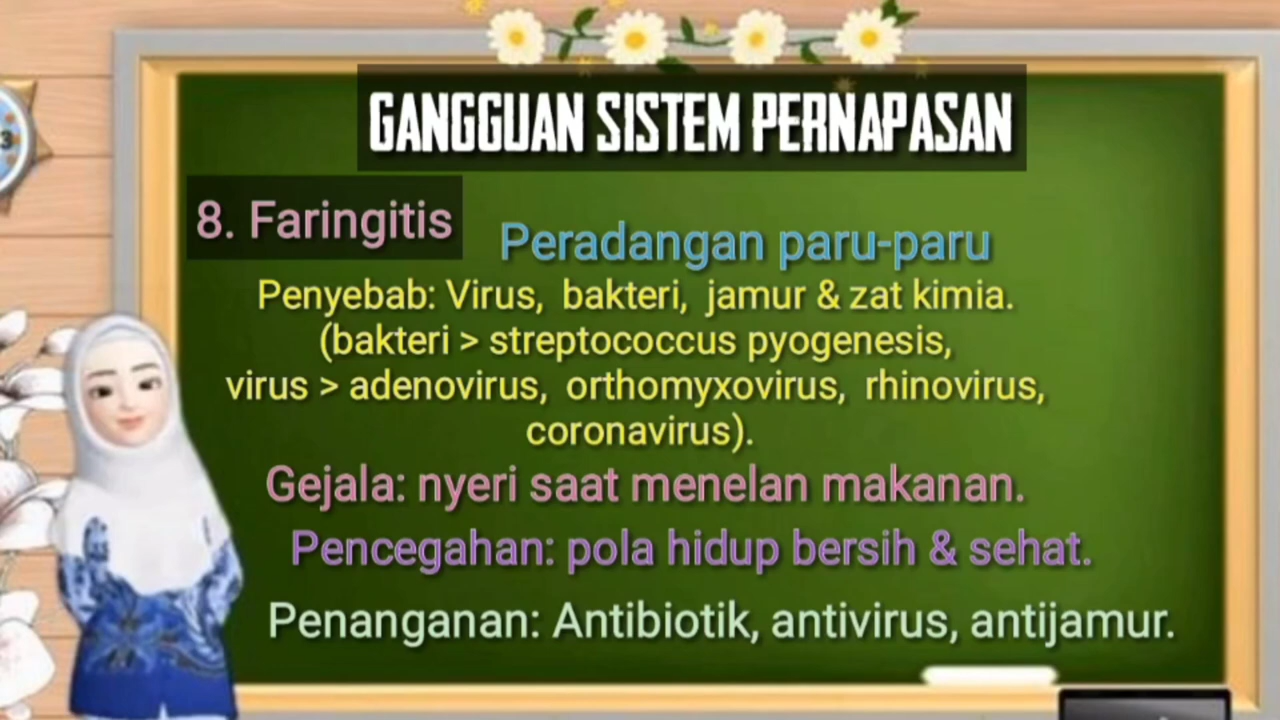 GANGGUAN SISTEM PERNAPASAN
8. Faringitis
Peradangan paru-paru
Penyebab: Virus, bakteri, jamur & zat kimia.
(bakteri > streptococcus pyogenesis,
virus > adenovirus, orthomyxovirus, rhinovirus,
coronavirus).
Gejala: nyeri saat menelan makanan.
Pencegahan: pola hidup bersih & sehat.
Penanganan: Antibiotik, antivirus, antijamur.
3